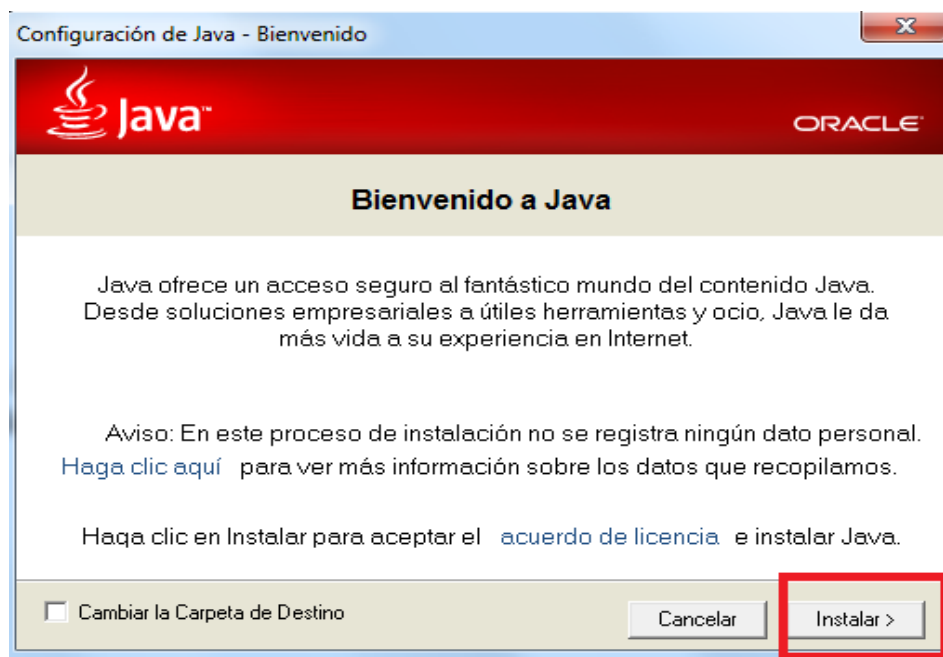 Configuración de Java - Bienvenido
Java™
ORACLE
Bienvenido a Java
Java ofrece un acceso seguro al fantástico mundo del contenido Java.
Desde soluciones empresariales a útiles herramientas y ocio, Java le da
más vida a su experiencia en Internet.
Aviso: En este proceso de instalación no se registra ningún dato personal.
Haga clic aquí para ver más información sobre los datos que recopilamos.
Haga clic en Instalar para aceptar el acuerdo de licencia e instalar Java.
Cambiar la Carpeta de Destino
Cancelar
Instalar >